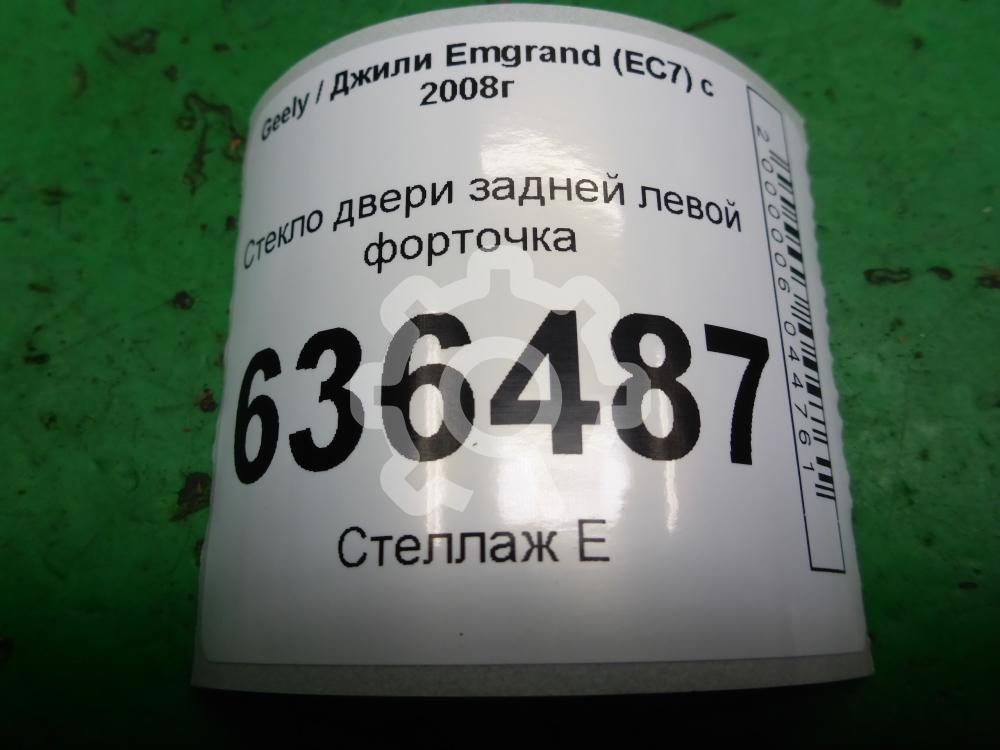 Geely / Джили Emgrand (EC7) с
2008г
Стекло двери задней левой
форточка
636487
Стеллаж Е
2000006044761